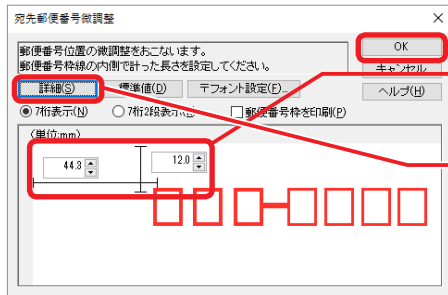 宛先郵便番号微調整
郵便番号位置の微調整をおこないます。
郵便番号枠線の内側で計った長さを設定してください。
OK
キャンセル
詳細(S)
標準値(D)
〒フォント設定(F)...
ヘルプ(H)
7桁表示(N)
7桁2段表示
郵便番号枠を印刷(P)
(単位:mm)
44.3
12.0